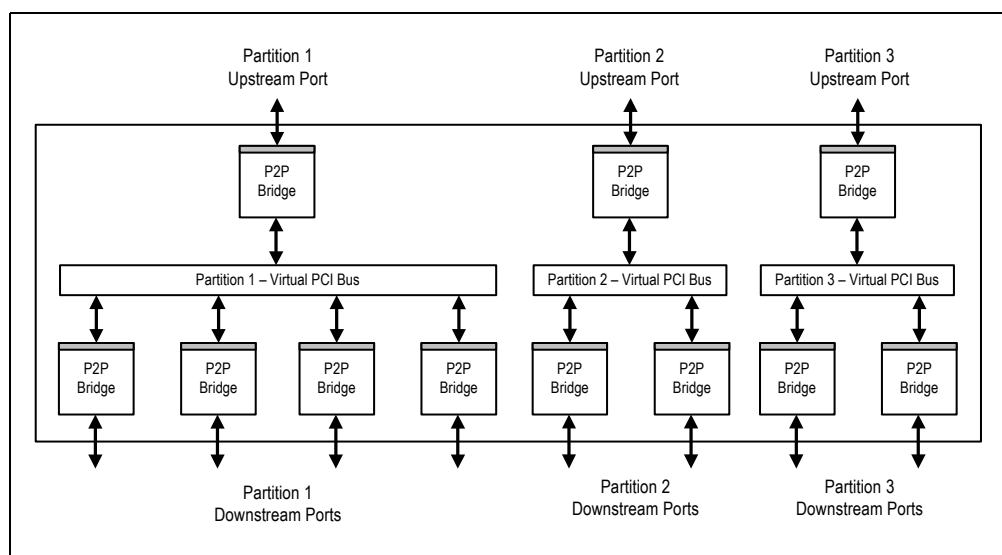 Partition 1
Upstream Port
Partition 2
Upstream Port
Partition 3
Upstream Port
P2P
Bridge
P2P
Bridge
P2P
Bridge
Partition 1 – Virtual PCI Bus
Partition 2 – Virtual PCI Bus
Partition 3 – Virtual PCI Bus
P2P
Bridge
P2P
Bridge
P2P
Bridge
P2P
Bridge
P2P
Bridge
P2P
Bridge
P2P
Bridge
P2P
Bridge
Partition 1
Downstream Ports
Partition 2
Downstream Ports
Partition 3
Downstream Ports